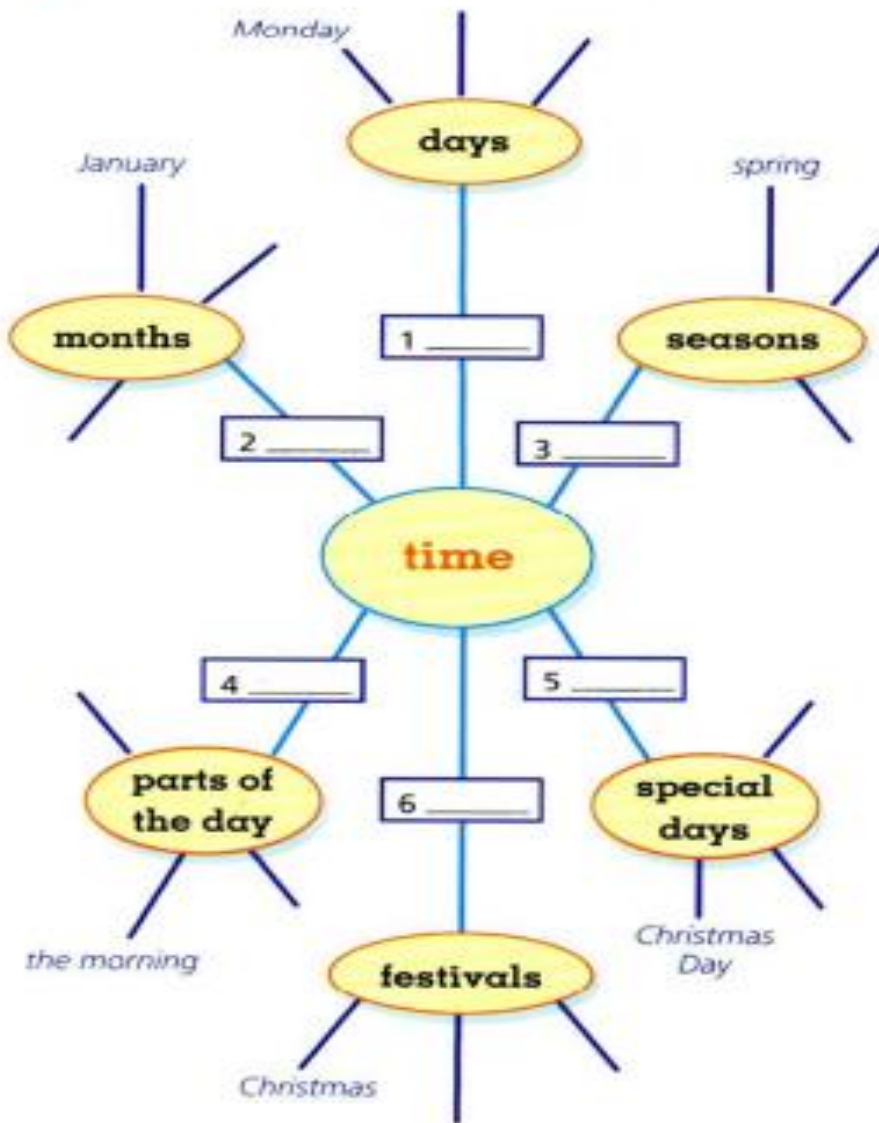 Monday
days
January
spring
months
seasons
1 ______
2 ______
3 ______
time
4 ______
5 ______
parts of
the day
6 ______
special
days
the morning
festivals
Christmas
Day
Christmas